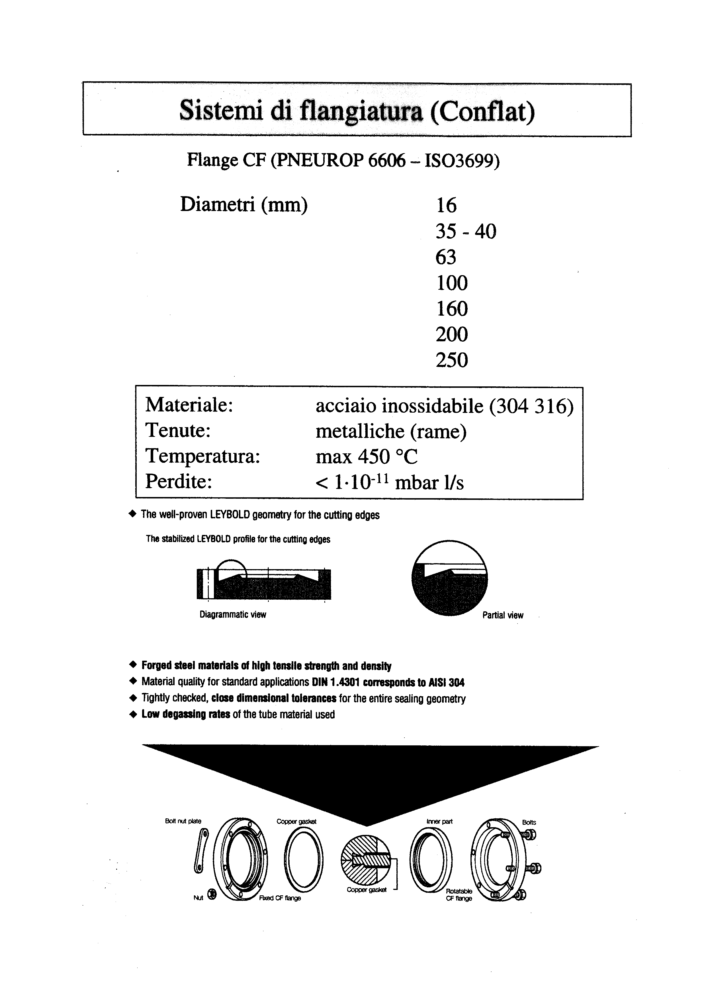 Sistemi di flangiatura (Conflat)
Flange CF (PNEUROP 6606 – ISO3699)
Diametri (mm) 16
35 - 40
63
100
160
200
250
Materiale: acciaio inossidabile (304 316)
Tenute: metalliche (rame)
Temperatura: max 450 °C
Perdite: < 1·10⁻¹¹ mbar l/s
◆ The well-proven LEYBOLD geometry for the cutting edges
The stabilized LEYBOLD profile for the cutting edges
Diagrammatic view
Partial view
◆ Forged steel materials of high tensile strength and density
◆ Material quality for standard applications DIN 1.4301 corresponds to AISI 304
◆ Tightly checked, close dimensional tolerances for the entire sealing geometry
◆ Low degassing rates of the tube material used
Bolt nut plate
Copper gasket
Inner part
Bolts
Copper gasket
Rotatable
CF flange
Nut
Fixed CF flange